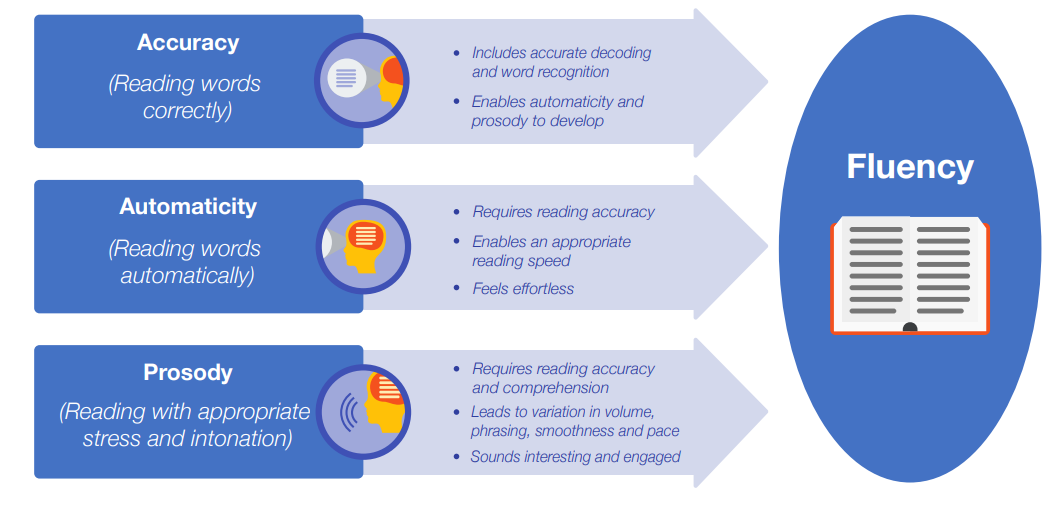 Accuracy
(Reading words
correctly)
• Includes accurate decoding
and word recognition
• Enables automaticity and
prosody to develop
Automaticity
(Reading words
automatically)
• Requires reading accuracy
• Enables an appropriate
reading speed
• Feels effortless
Prosody
(Reading with appropriate
stress and intonation)
• Requires reading accuracy
and comprehension
• Leads to variation in volume,
phrasing, smoothness and pace
• Sounds interesting and engaged
Fluency